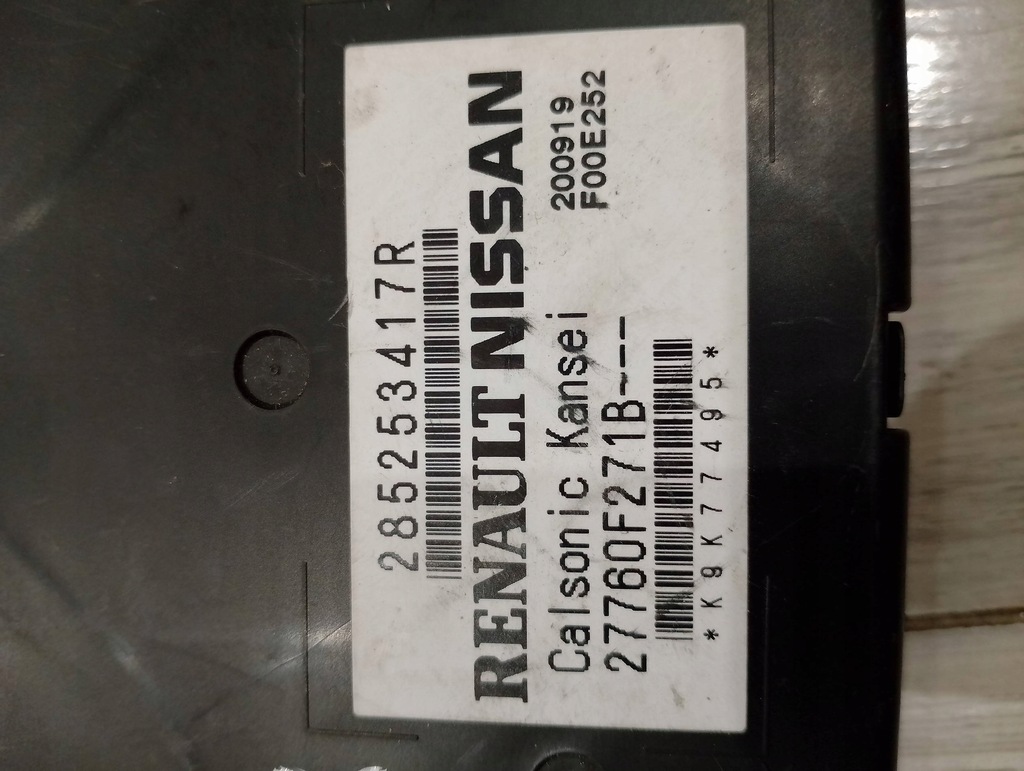 285253417R
RENAULT NISSAN
Calsonic Kansei
200919
27760F271B---
F00E252
*K9K77495*